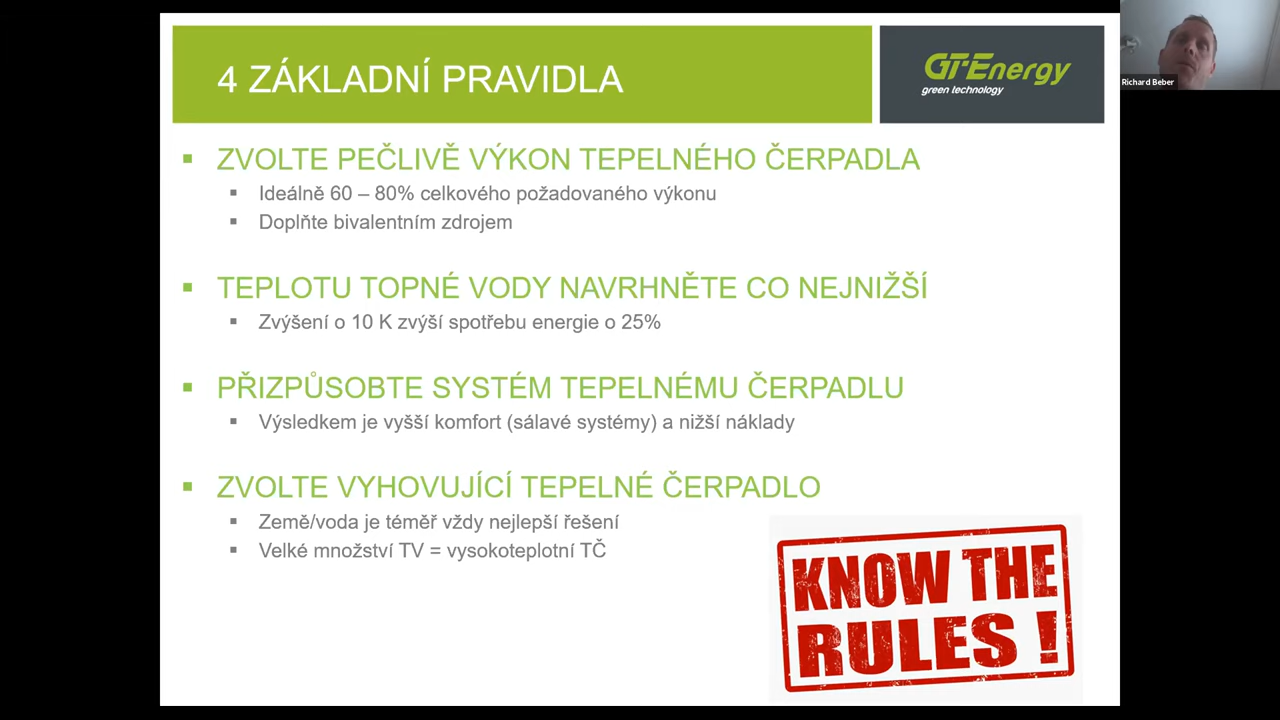 4 ZÁKLADNÍ PRAVIDLA
GT-Energy
green technology
Richard Beber
ZVOLTE PEČLIVĚ VÝKON TEPELNÉHO ČERPADLA
Ideálně 60 – 80% celkového požadovaného výkonu
Doplňte bivalentním zdrojem
TEPLOTU TOPNÉ VODY NAVRHNĚTE CO NEJNIŽŠÍ
Zvýšení o 10 K zvýší spotřebu energie o 25%
PŘIZPŮSOBTE SYSTÉM TEPELNÉMU ČERPADLU
Výsledkem je vyšší komfort (sálavé systémy) a nižší náklady
ZVOLTE VYHOVUJÍCÍ TEPELNÉ ČERPADLO
Země/voda je téměř vždy nejlepší řešení
Velké množství TV = vysokoteplotní TČ
KNOW THE
RULES !